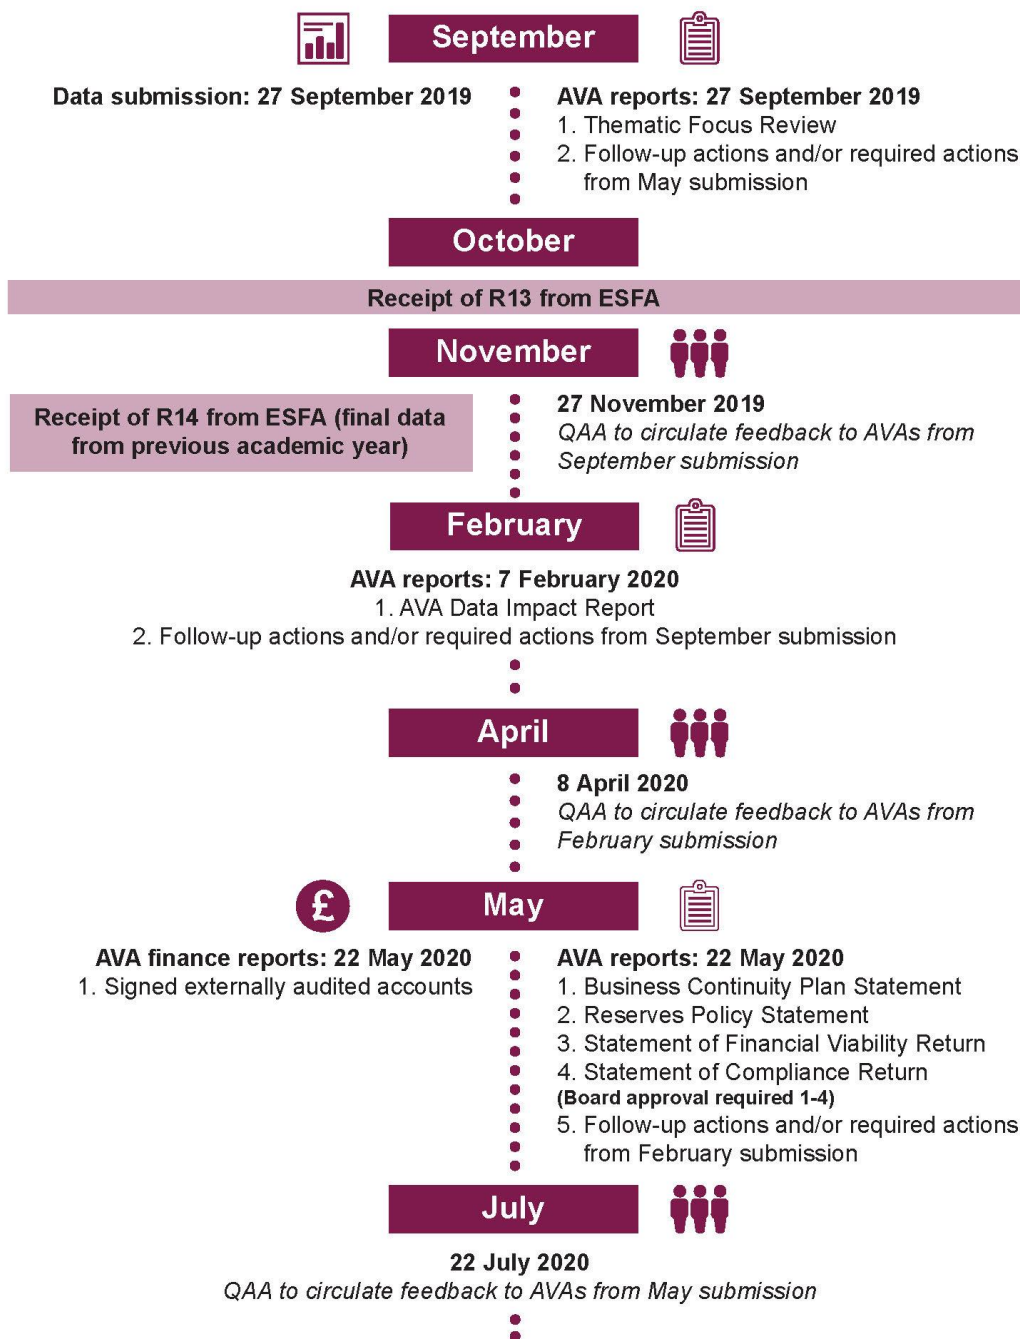 September
Data submission: 27 September 2019
AVA reports: 27 September 2019
1. Thematic Focus Review
2. Follow-up actions and/or required actions
from May submission
October
Receipt of R13 from ESFA
November
Receipt of R14 from ESFA (final data
from previous academic year)
27 November 2019
QAA to circulate feedback to AVAs from
September submission
February
AVA reports: 7 February 2020
1. AVA Data Impact Report
2. Follow-up actions and/or required actions from September submission
April
8 April 2020
QAA to circulate feedback to AVAs from
February submission
£
May
AVA finance reports: 22 May 2020
1. Signed externally audited accounts
AVA reports: 22 May 2020
1. Business Continuity Plan Statement
2. Reserves Policy Statement
3. Statement of Financial Viability Return
4. Statement of Compliance Return
(Board approval required 1-4)
5. Follow-up actions and/or required actions
from February submission
July
22 July 2020
QAA to circulate feedback to AVAs from May submission